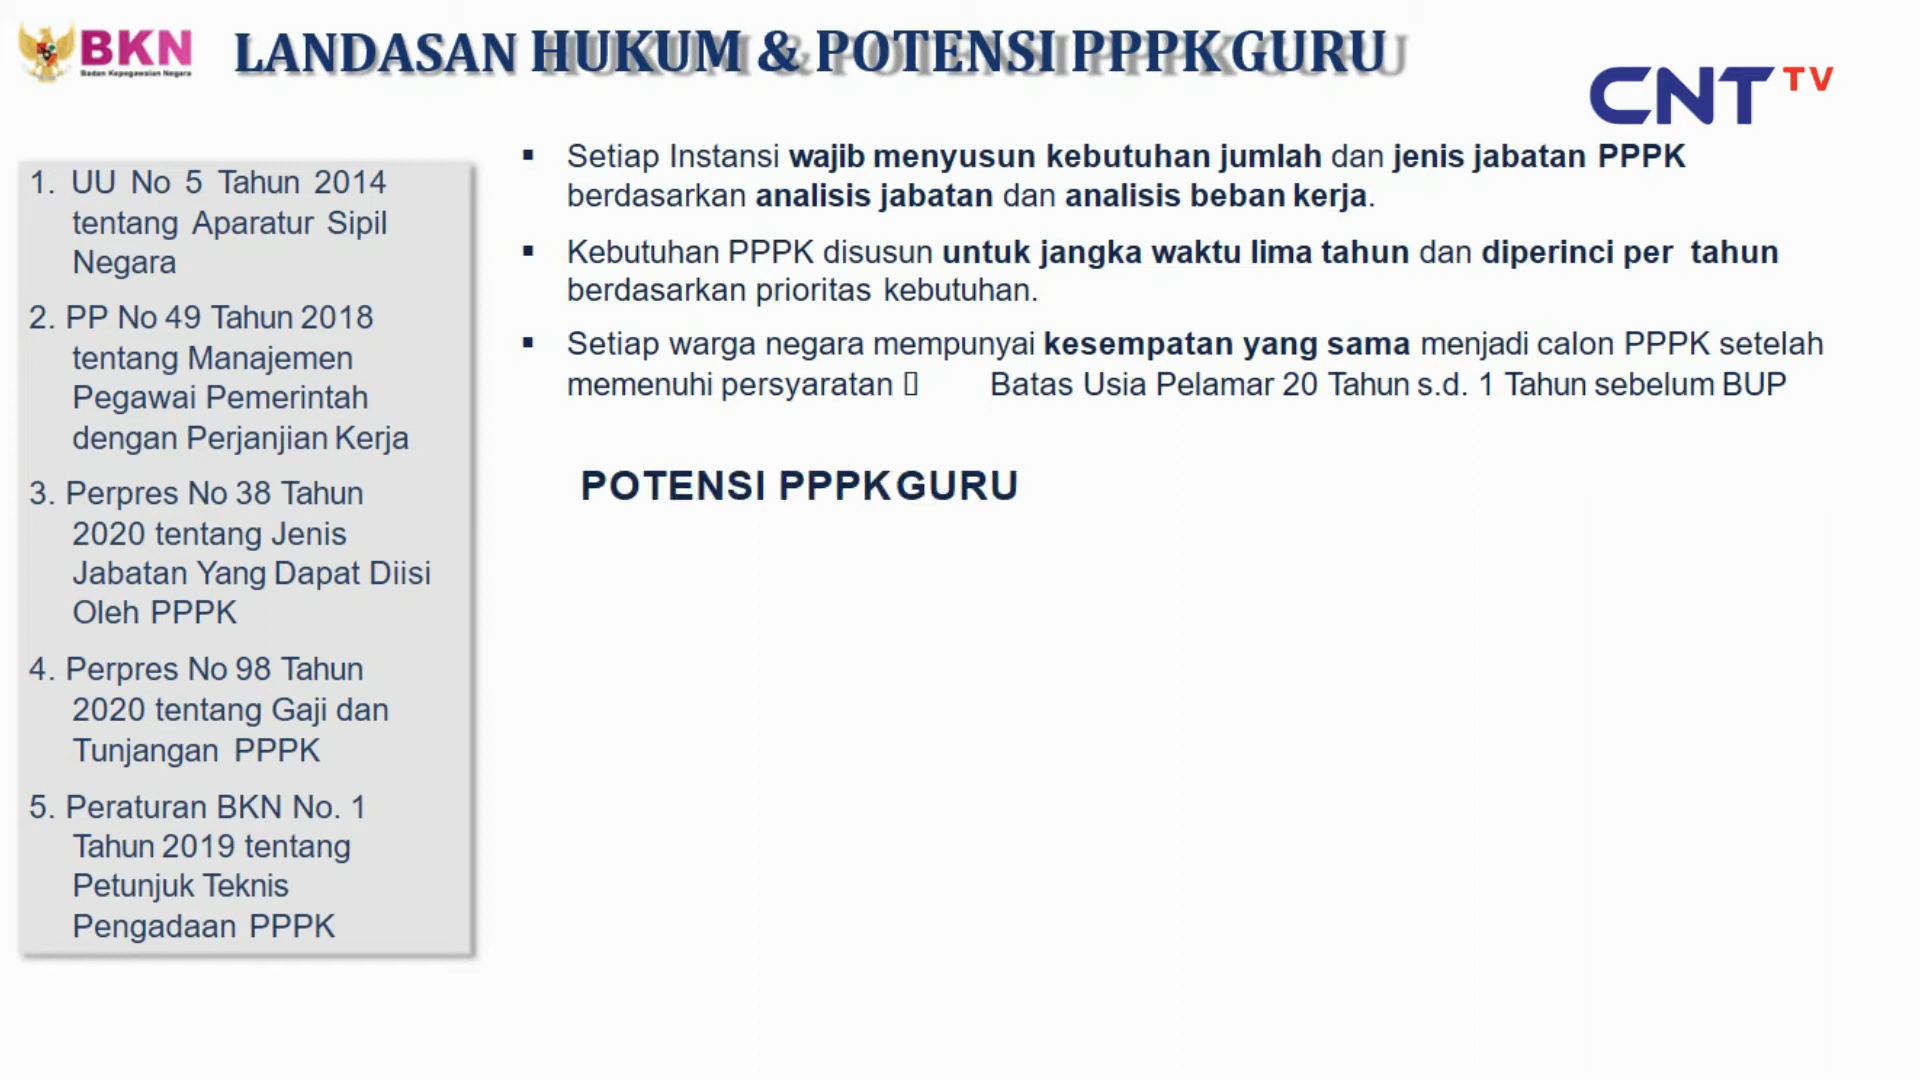 BKN
Badan Kepegawaian Negara
LANDASAN HUKUM & POTENSI PPPK GURU
CNT TV
1. UU No 5 Tahun 2014
tentang Aparatur Sipil
Negara
2. PP No 49 Tahun 2018
tentang Manajemen
Pegawai Pemerintah
dengan Perjanjian Kerja
3. Perpres No 38 Tahun
2020 tentang Jenis
Jabatan Yang Dapat Diisi
Oleh PPPK
4. Perpres No 98 Tahun
2020 tentang Gaji dan
Tunjangan PPPK
5. Peraturan BKN No. 1
Tahun 2019 tentang
Petunjuk Teknis
Pengadaan PPPK
▪ Setiap Instansi wajib menyusun kebutuhan jumlah dan jenis jabatan PPPK
berdasarkan analisis jabatan dan analisis beban kerja.
▪ Kebutuhan PPPK disusun untuk jangka waktu lima tahun dan diperinci per tahun
berdasarkan prioritas kebutuhan.
▪ Setiap warga negara mempunyai kesempatan yang sama menjadi calon PPPK setelah
memenuhi persyaratan Batas Usia Pelamar 20 Tahun s.d. 1 Tahun sebelum BUP
POTENSI PPPK GURU